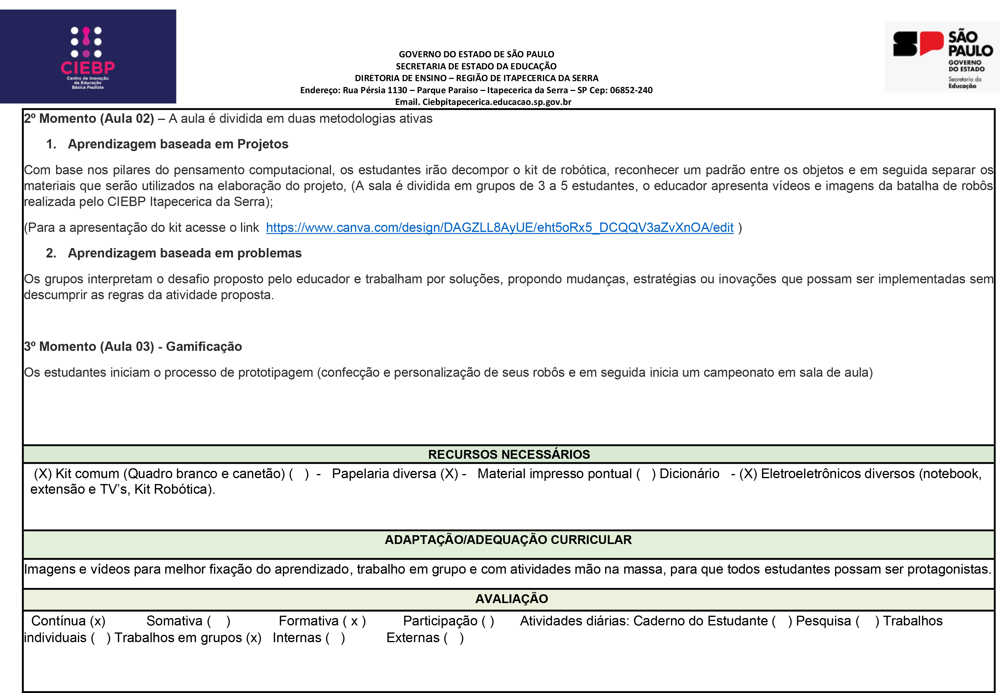 CIEBP
Centro de Inovação
da Educação
Básica Paulista
GOVERNO DO ESTADO DE SÃO PAULO
SECRETARIA DE ESTADO DA EDUCAÇÃO
DIRETORIA DE ENSINO – REGIÃO DE ITAPECERICA DA SERRA
Endereço: Rua Pérsia 1130 – Parque Paraiso – Itapecerica da Serra – SP Cep: 06852-240
Email. Ciebpitapecerica.educacao.sp.gov.br
SP
SÃO
PAULO
GOVERNO
DO ESTADO
Secretaria da
Educação
2º Momento (Aula 02) – A aula é dividida em duas metodologias ativas
1. Aprendizagem baseada em Projetos
Com base nos pilares do pensamento computacional, os estudantes irão decompor o kit de robótica, reconhecer um padrão entre os objetos e em seguida separar os
materiais que serão utilizados na elaboração do projeto, (A sala é dividida em grupos de 3 a 5 estudantes, o educador apresenta vídeos e imagens da batalha de robôs
realizada pelo CIEBP Itapecerica da Serra);
(Para a apresentação do kit acesse o link https://www.canva.com/design/DAGZLL8AyUE/eht5oRx5_DCQQV3aZvXnOA/edit )
2. Aprendizagem baseada em problemas
Os grupos interpretam o desafio proposto pelo educador e trabalham por soluções, propondo mudanças, estratégias ou inovações que possam ser implementadas sem
descumprir as regras da atividade proposta.
3º Momento (Aula 03) - Gamificação
Os estudantes iniciam o processo de prototipagem (confecção e personalização de seus robôs e em seguida inicia um campeonato em sala de aula)
RECURSOS NECESSÁRIOS
(X) Kit comum (Quadro branco e canetão) (   )  -   Papelaria diversa (X) -   Material impresso pontual (   ) Dicionário   - (X) Eletroeletrônicos diversos (notebook,
extensão e TV’s, Kit Robótica).
ADAPTAÇÃO/ADEQUAÇÃO CURRICULAR
Imagens e vídeos para melhor fixação do aprendizado, trabalho em grupo e com atividades mão na massa, para que todos estudantes possam ser protagonistas.
AVALIAÇÃO
Contínua (x) Somativa (    ) Formativa ( x ) Participação ( ) Atividades diárias: Caderno do Estudante (   ) Pesquisa (    ) Trabalhos
individuais (   ) Trabalhos em grupos (x) Internas (   ) Externas (   )